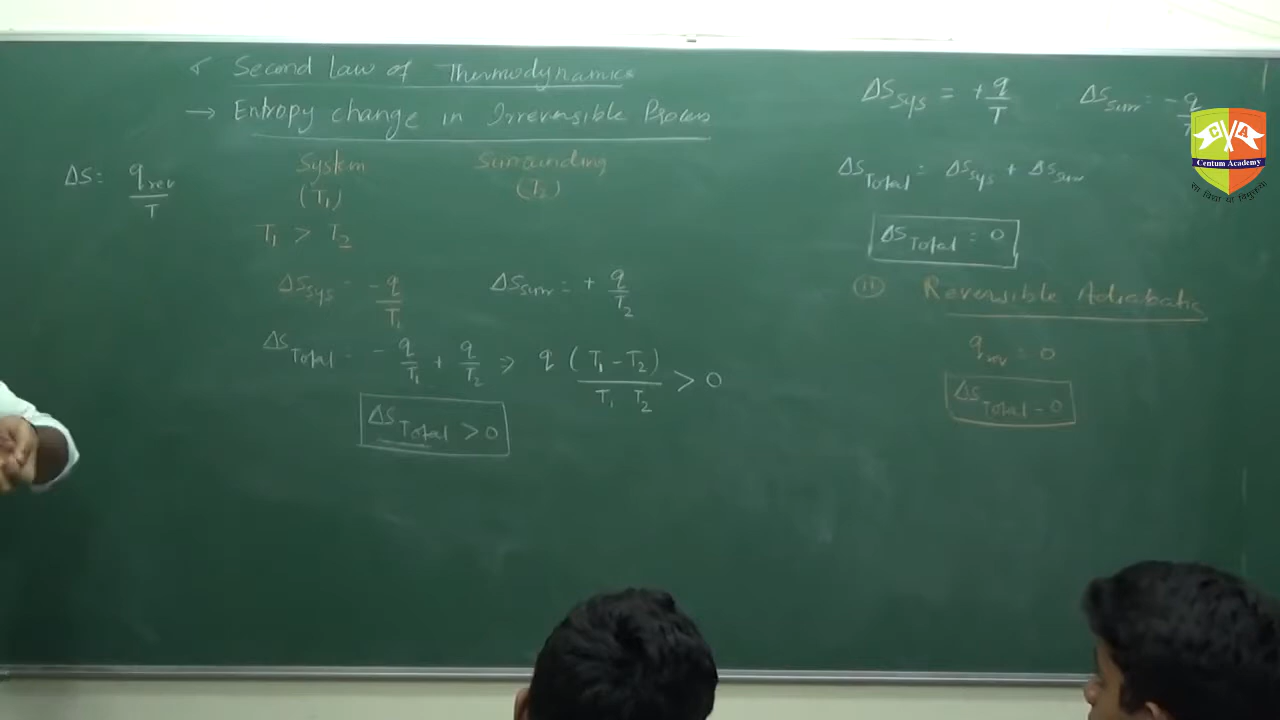 Second law of Thermodynamics
→ Entropy change in Irreversible Process
ΔS = q_rev / T
System Surrounding
(T₁) (T₂)
T₁ > T₂
ΔS_sys = - q / T₁ ΔS_surr = + q / T₂
ΔS_Total = - q / T₁ + q / T₂ ⇒ q (T₁ - T₂) / T₁ T₂ > 0
ΔS_Total > 0
ΔS_sys = + q / T ΔS_surr = - q / T
ΔS_Total = ΔS_sys + ΔS_surr
ΔS_Total = 0
(ii) Reversible Adiabatic
q_rev = 0
ΔS_Total = 0
C A
Centum Academy